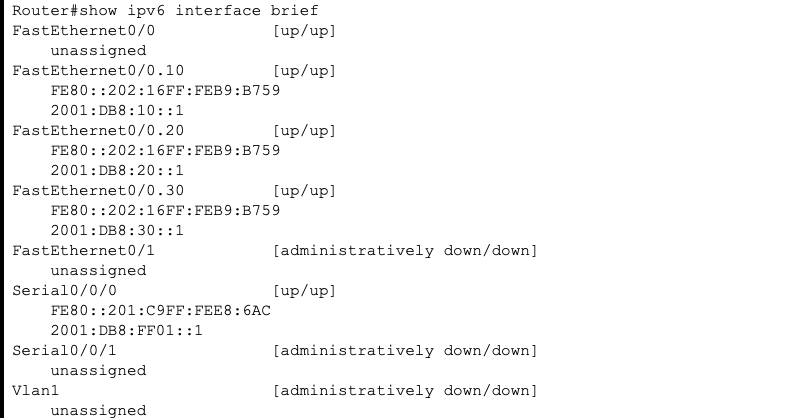 Router#show ipv6 interface brief
FastEthernet0/0 [up/up]
unassigned
FastEthernet0/0.10 [up/up]
FE80::202:16FF:FEB9:B759
2001:DB8:10::1
FastEthernet0/0.20 [up/up]
FE80::202:16FF:FEB9:B759
2001:DB8:20::1
FastEthernet0/0.30 [up/up]
FE80::202:16FF:FEB9:B759
2001:DB8:30::1
FastEthernet0/1 [administratively down/down]
unassigned
Serial0/0/0 [up/up]
FE80::201:C9FF:FEE8:6AC
2001:DB8:FF01::1
Serial0/0/1 [administratively down/down]
unassigned
Vlan1 [administratively down/down]
unassigned